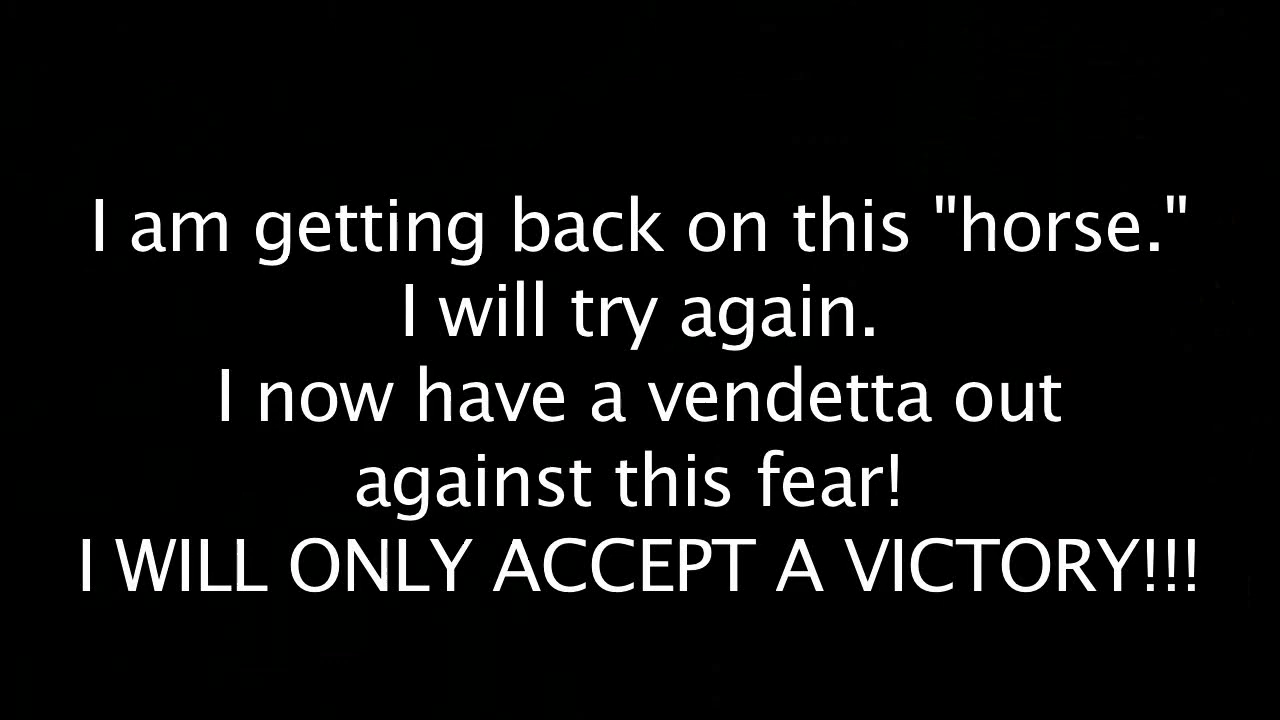 I am getting back on this "horse."
I will try again.
I now have a vendetta out
against this fear!
I WILL ONLY ACCEPT A VICTORY!!!